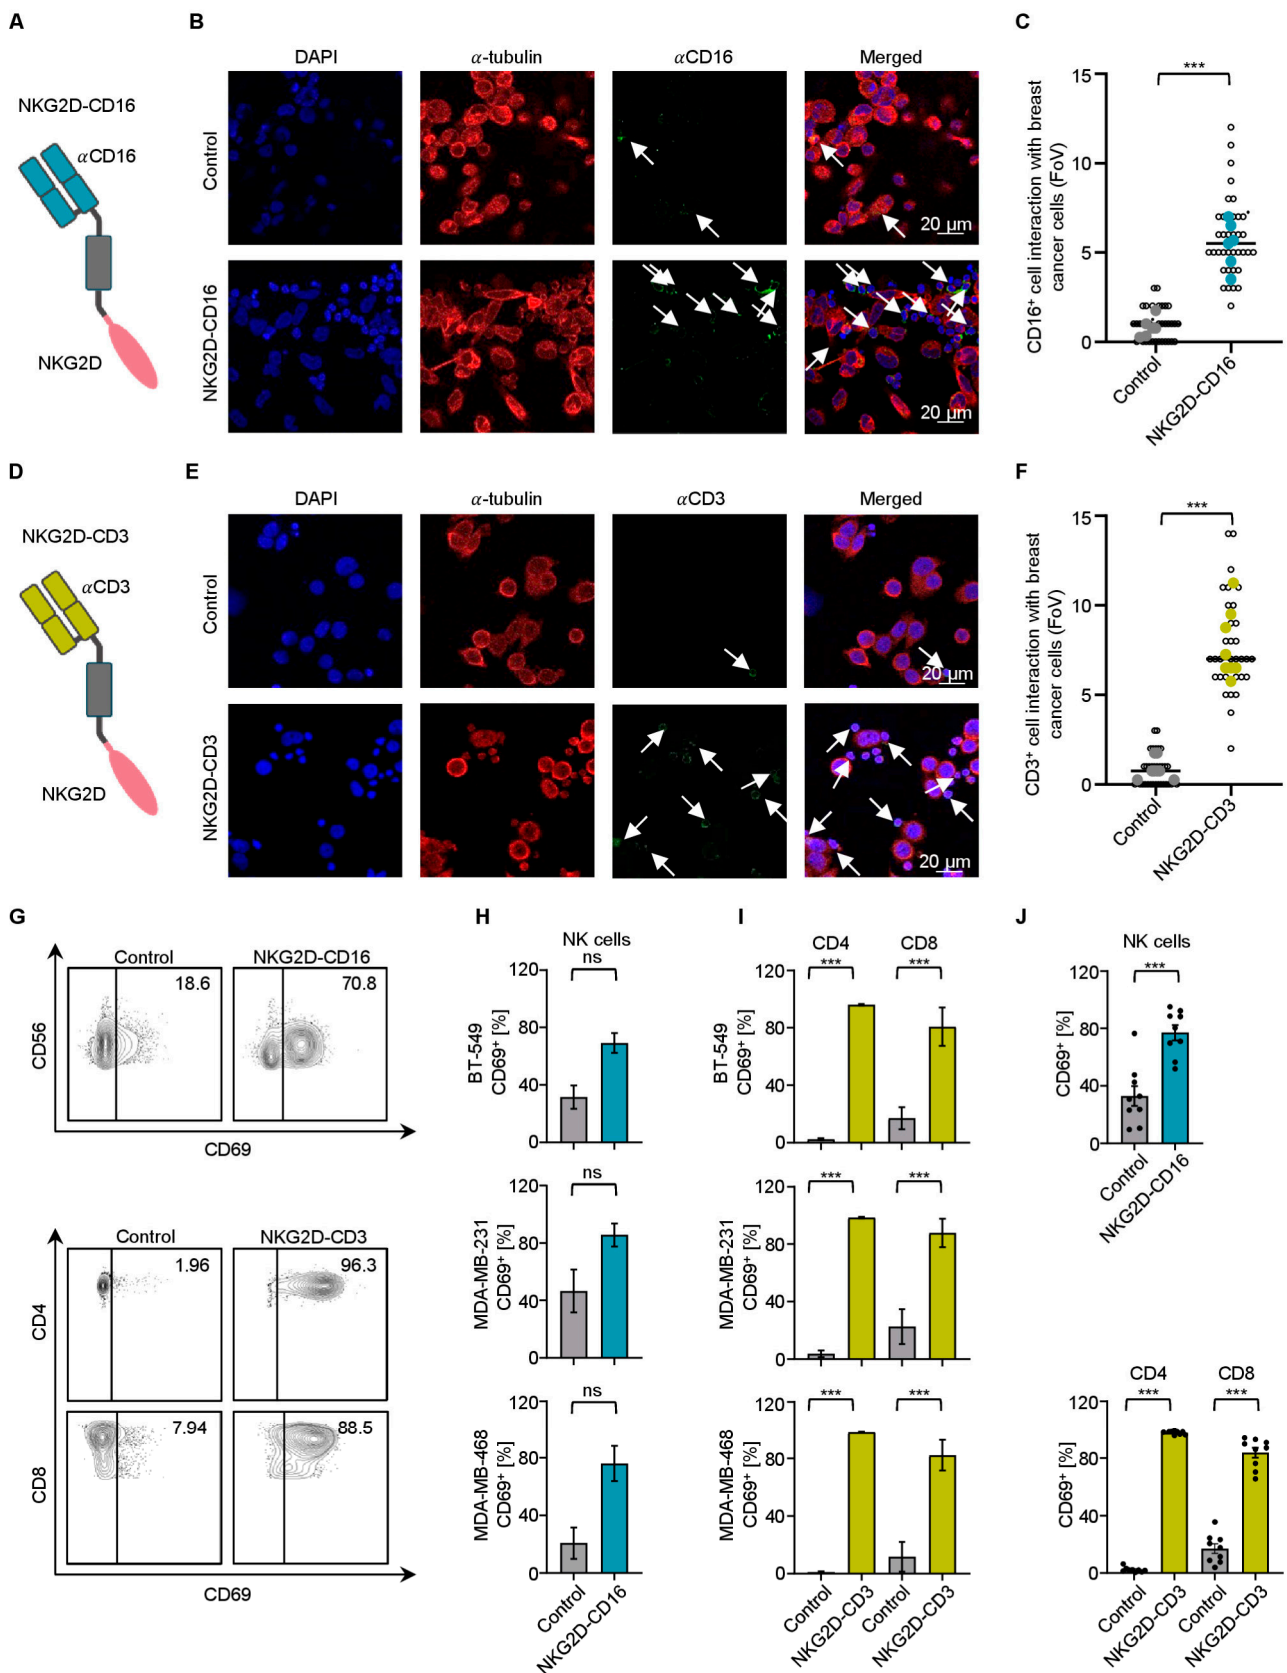 A
NKG2D-CD16
αCD16
NKG2D
B
DAPI
α-tubulin
αCD16
Merged
Control
20 µm
NKG2D-CD16
20 µm
C
CD16⁺ cell interaction with breast
cancer cells (FoV)
15
10
5
0
***
Control
NKG2D-CD16
D
NKG2D-CD3
αCD3
NKG2D
E
DAPI
α-tubulin
αCD3
Merged
Control
20 µm
NKG2D-CD3
20 µm
F
CD3⁺ cell interaction with breast
cancer cells (FoV)
15
10
5
0
***
Control
NKG2D-CD3
G
Control
NKG2D-CD16
18.6
70.8
CD56
CD69
Control
NKG2D-CD3
1.96
96.3
CD4
7.94
88.5
CD8
CD69
H
NK cells
ns
120
80
40
0
BT-549
CD69⁺ [%]
ns
120
80
40
0
MDA-MB-231
CD69⁺ [%]
ns
120
80
40
0
MDA-MB-468
CD69⁺ [%]
Control
NKG2D-CD16
I
CD4
CD8
***
***
120
80
40
0
BT-549
CD69⁺ [%]
***
***
120
80
40
0
MDA-MB-231
CD69⁺ [%]
***
***
120
80
40
0
MDA-MB-468
CD69⁺ [%]
Control
NKG2D-CD3
Control
NKG2D-CD3
J
NK cells
***
120
80
40
0
CD69⁺ [%]
Control
NKG2D-CD16
CD4
CD8
***
***
120
80
40
0
CD69⁺ [%]
Control
NKG2D-CD3
Control
NKG2D-CD3